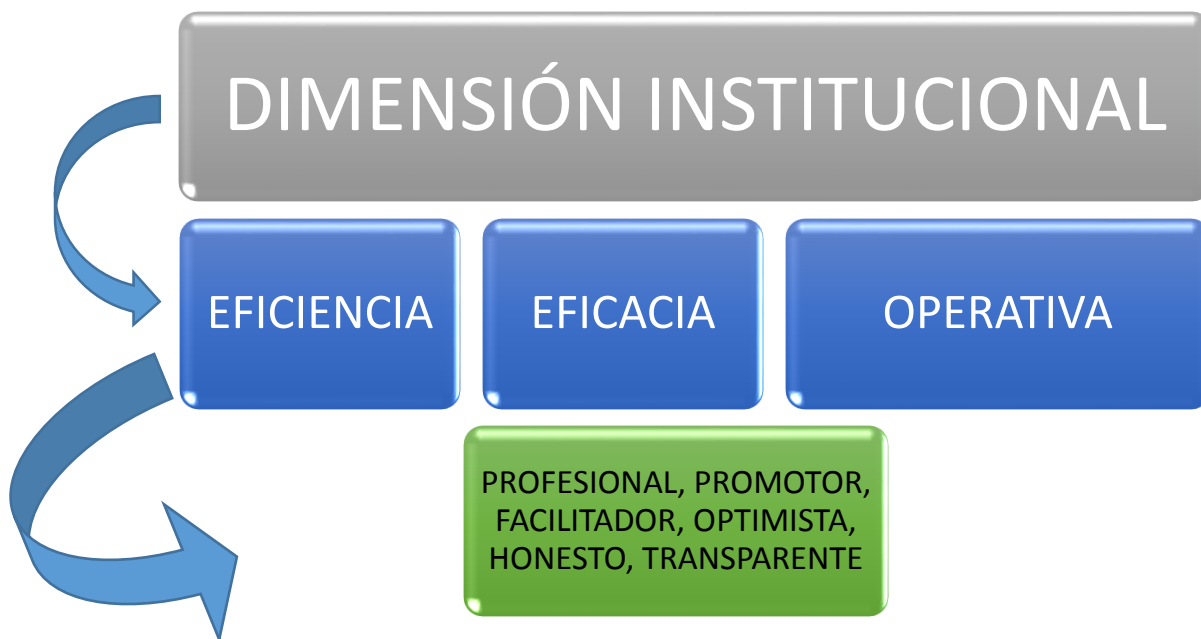 DIMENSIÓN INSTITUCIONAL
EFICIENCIA
EFICACIA
OPERATIVA
PROFESIONAL, PROMOTOR,
FACILITADOR, OPTIMISTA,
HONESTO, TRANSPARENTE